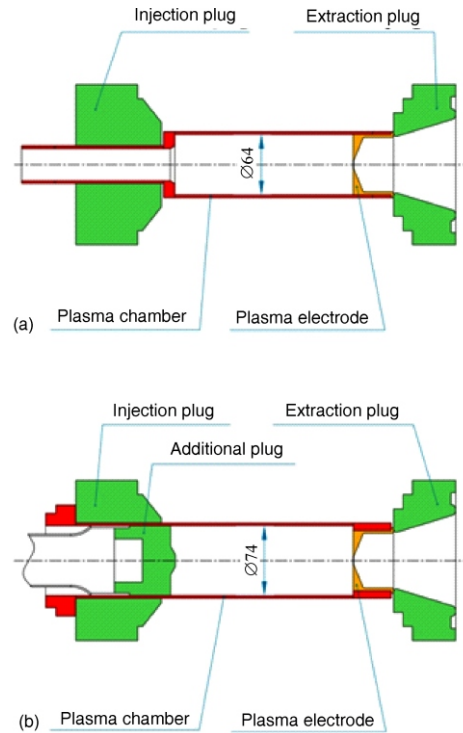 Injection plug
Extraction plug
Ø64
Plasma chamber
Plasma electrode
(a)
Injection plug
Extraction plug
Additional plug
Ø74
Plasma chamber
Plasma electrode
(b)